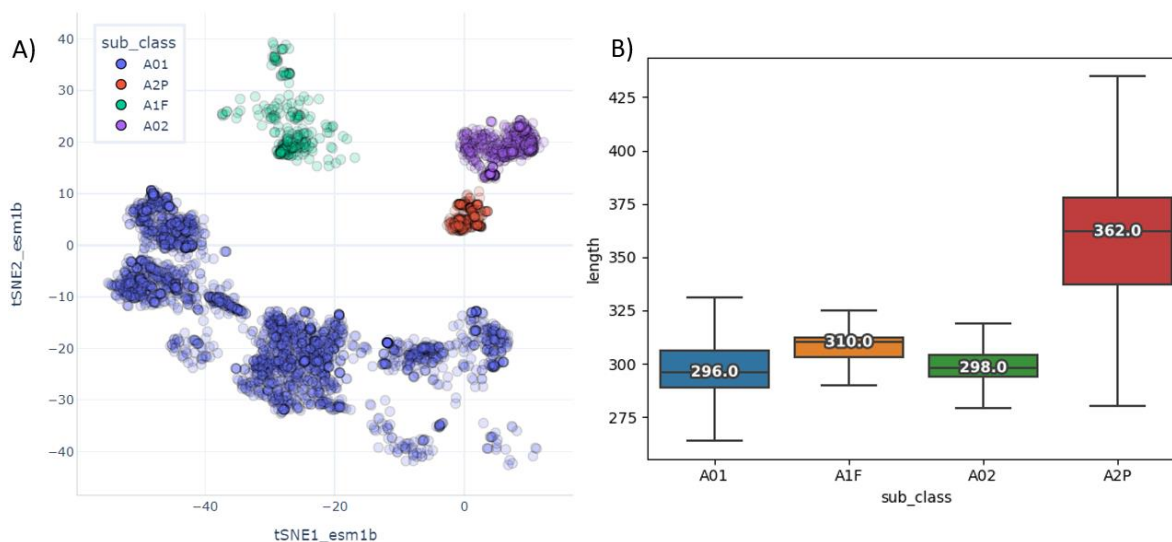 A)
sub_class
A01
A2P
A1F
A02
40
30
20
10
0
−10
−20
−30
−40
tSNE2_esm1b
−40
−20
0
tSNE1_esm1b
B)
425
400
375
350
325
300
275
length
296.0
310.0
298.0
362.0
A01
A1F
A02
A2P
sub_class